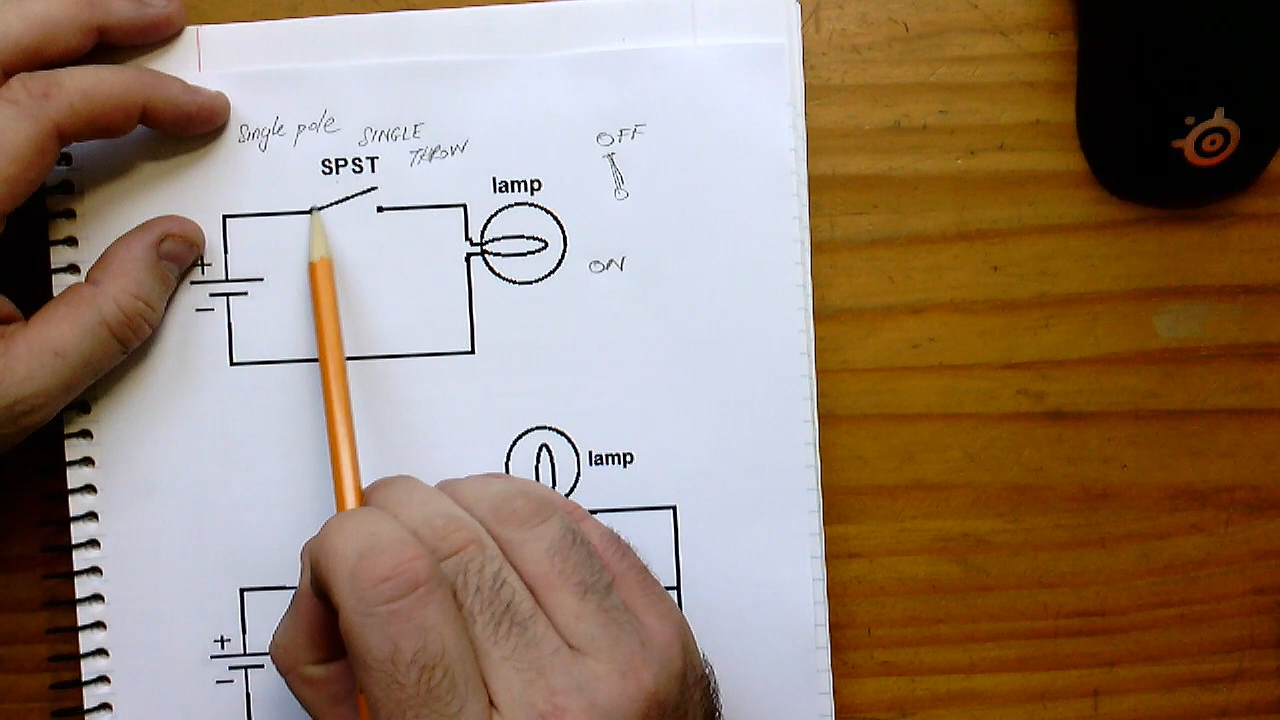 Single pole SINGLE
THROW
SPST
OFF
lamp
+
ON
−
lamp
+
−